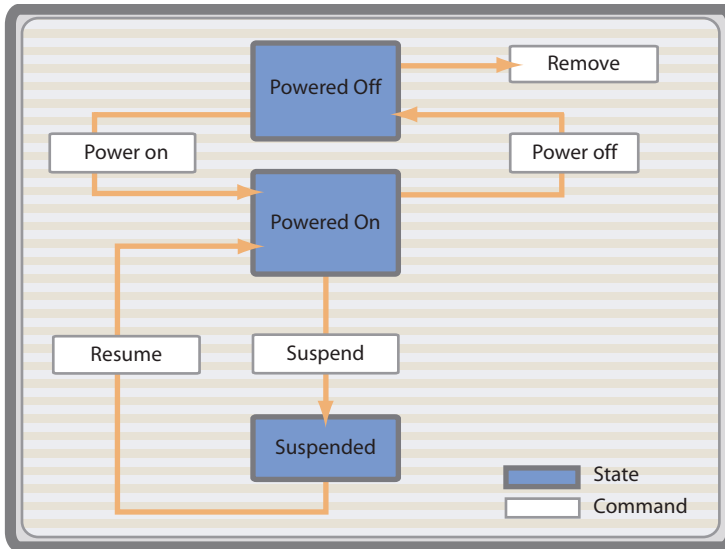 Powered Off
Remove
Power on
Power off
Powered On
Resume
Suspend
Suspended
State
Command